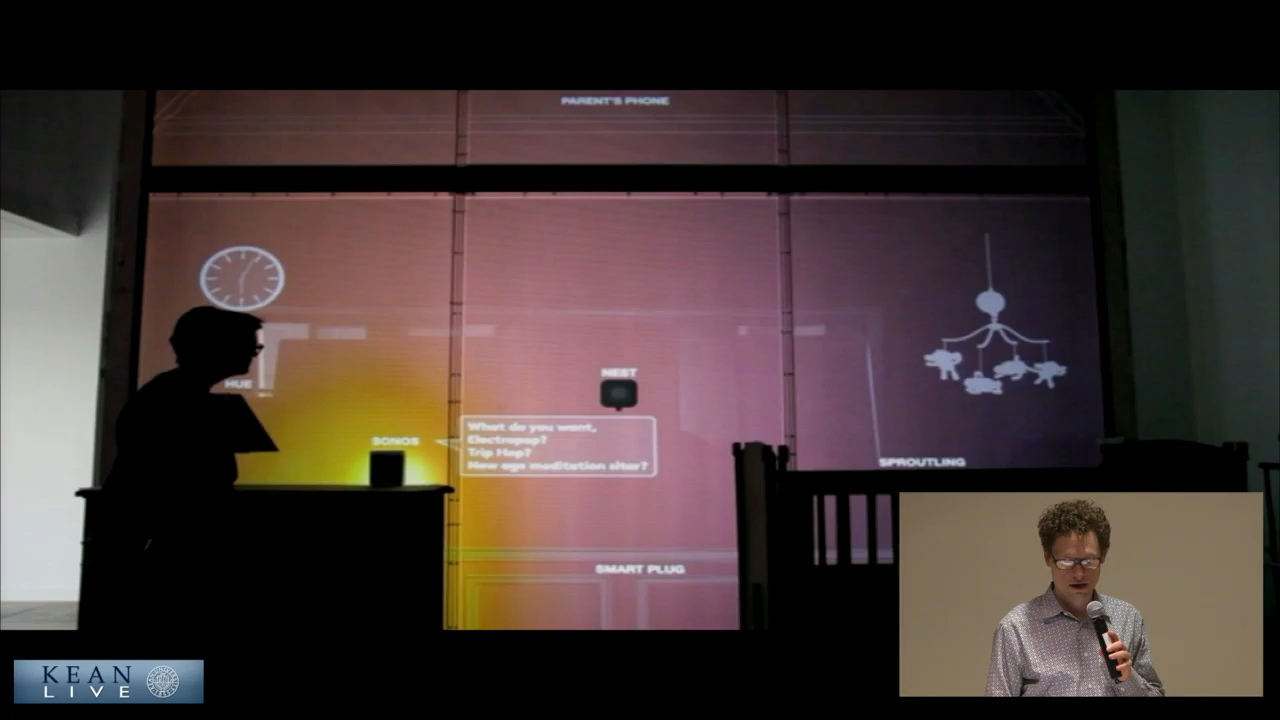 PARENT'S PHONE
HUE
SONOS
What do you want,
Electropop?
Trip Hop?
New age meditation sitar?
NEST
SPROUTLING
SMART PLUG
KEAN
LIVE